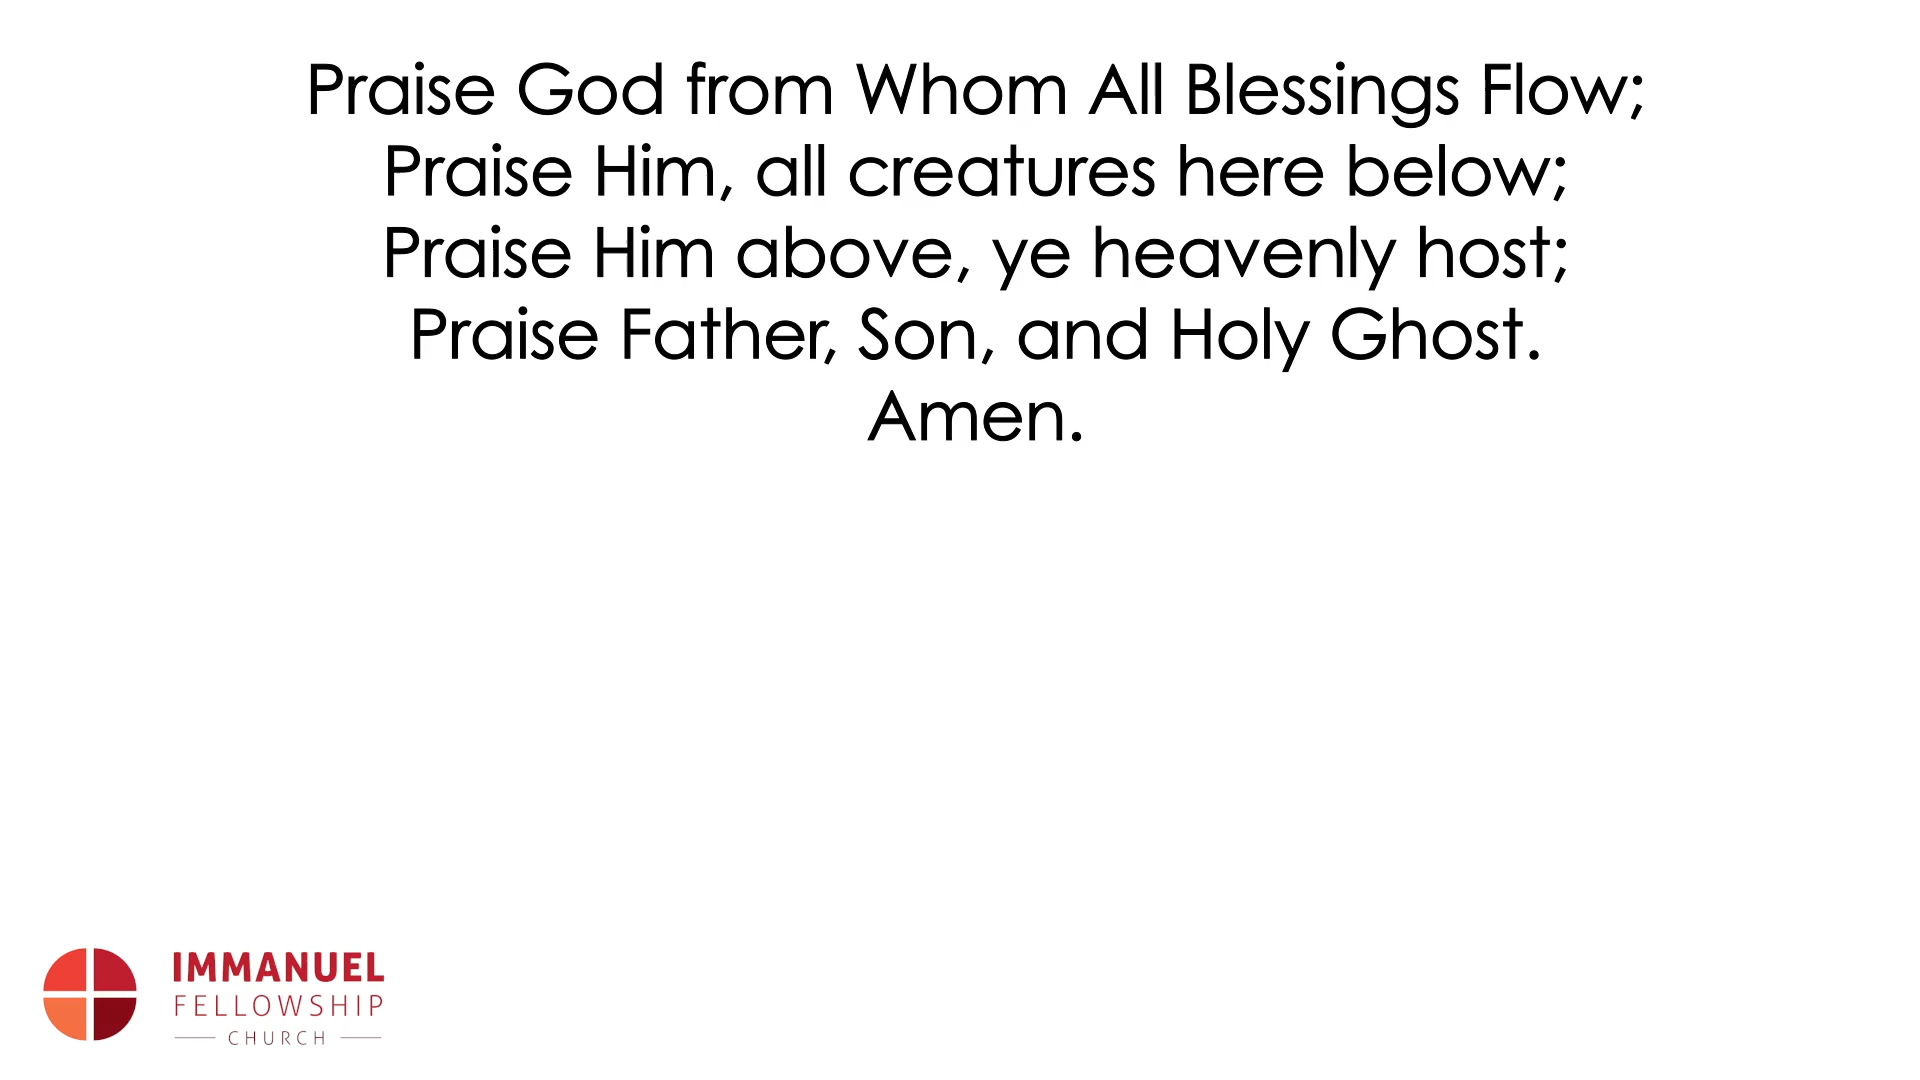 Praise God from Whom All Blessings Flow;
Praise Him, all creatures here below;
Praise Him above, ye heavenly host;
Praise Father, Son, and Holy Ghost.
Amen.
IMMANUEL
FELLOWSHIP
CHURCH